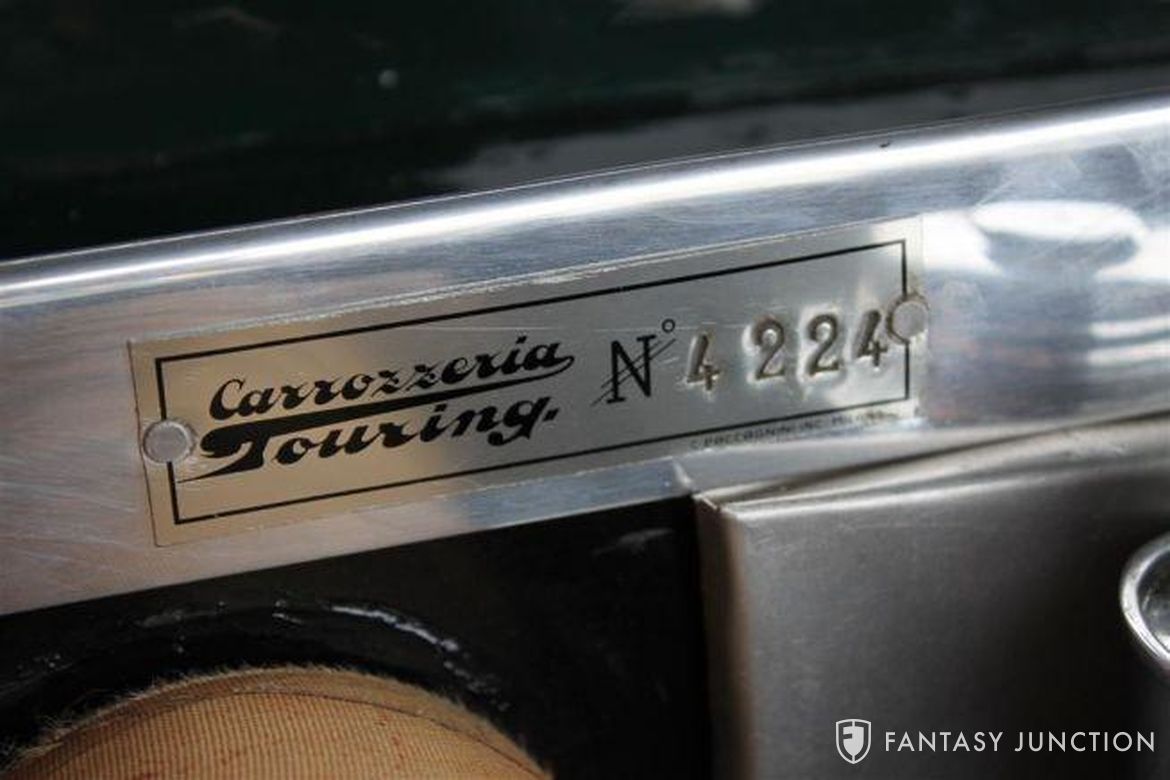 Carrozzeria
Touring.
N° 4224
FANTASY JUNCTION